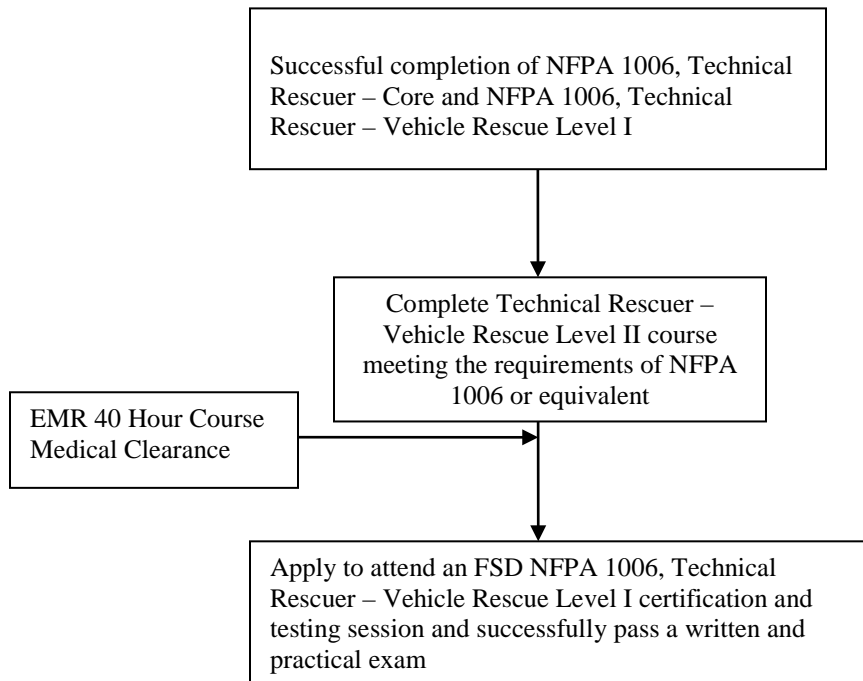 Successful completion of NFPA 1006, Technical
Rescuer – Core and NFPA 1006, Technical
Rescuer – Vehicle Rescue Level I
Complete Technical Rescuer –
Vehicle Rescue Level II course
meeting the requirements of NFPA
1006 or equivalent
EMR 40 Hour Course
Medical Clearance
Apply to attend an FSD NFPA 1006, Technical
Rescuer – Vehicle Rescue Level I certification and
testing session and successfully pass a written and
practical exam